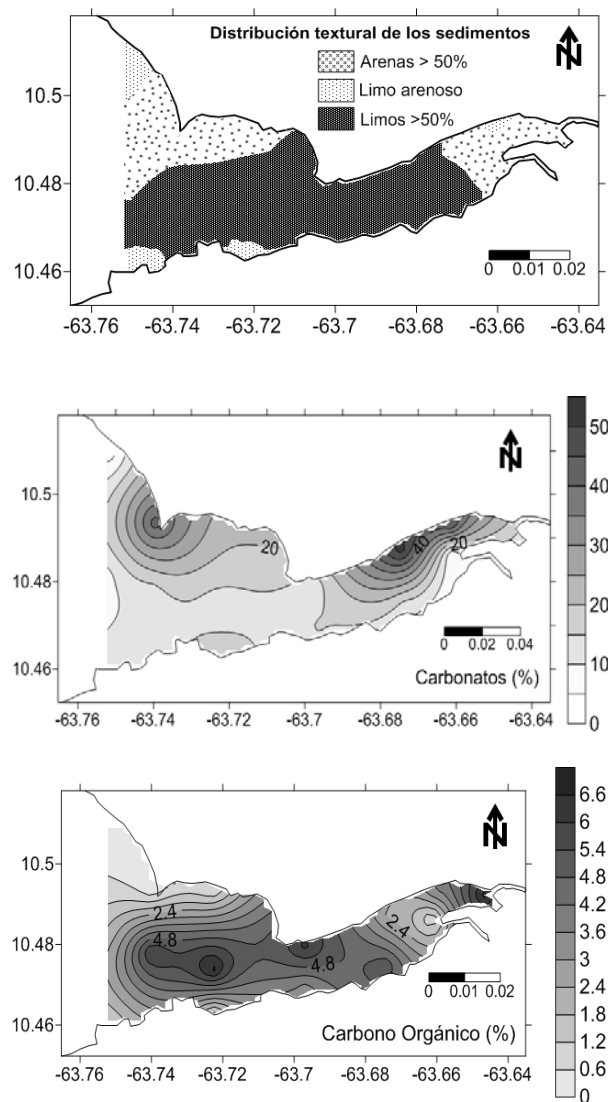 Distribución textural de los sedimentos
Arenas > 50%
Limo arenoso
Limos >50%
N
10.5
10.48
10.46
0 0.01 0.02
-63.76 -63.74 -63.72 -63.7 -63.68 -63.66 -63.64
N
50
40
30
20
10
0
10.5
10.48
10.46
20
40
20
0 0.02 0.04
Carbonatos (%)
-63.76 -63.74 -63.72 -63.7 -63.68 -63.66 -63.64
N
6.6
6
5.4
4.8
4.2
3.6
3
2.4
1.8
1.2
0.6
0
10.5
10.48
10.46
2.4
4.8
4.8
2.4
0 0.01 0.02
Carbono Orgánico (%)
-63.76 -63.74 -63.72 -63.7 -63.68 -63.66 -63.64